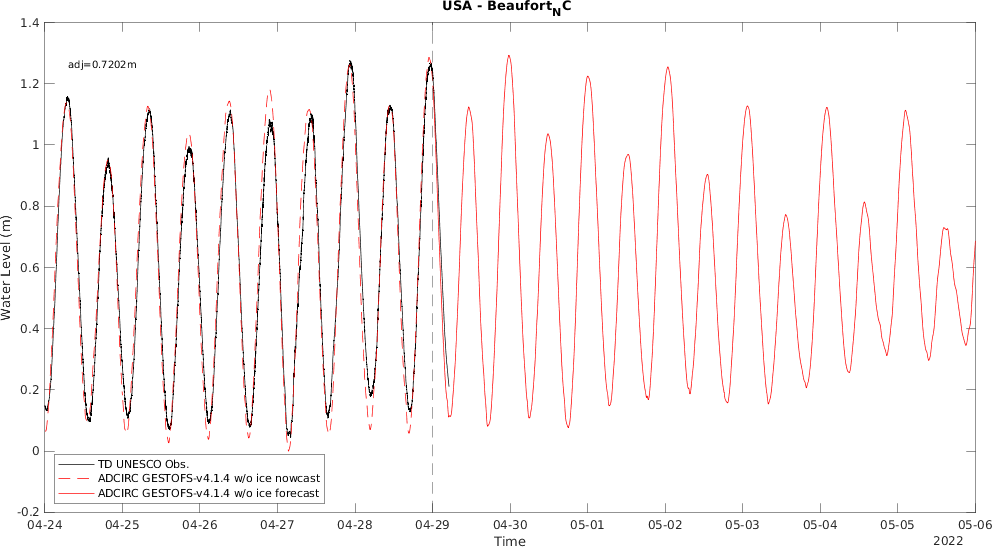 USA - Beaufort_NC
adj=0.7202m
1.4
1.2
1
0.8
0.6
0.4
0.2
0
-0.2
Water Level (m)
TD UNESCO Obs.
ADCIRC GESTOFS-v4.1.4 w/o ice nowcast
ADCIRC GESTOFS-v4.1.4 w/o ice forecast
04-24 04-25 04-26 04-27 04-28 04-29 04-30 05-01 05-02 05-03 05-04 05-05 05-06
Time
2022